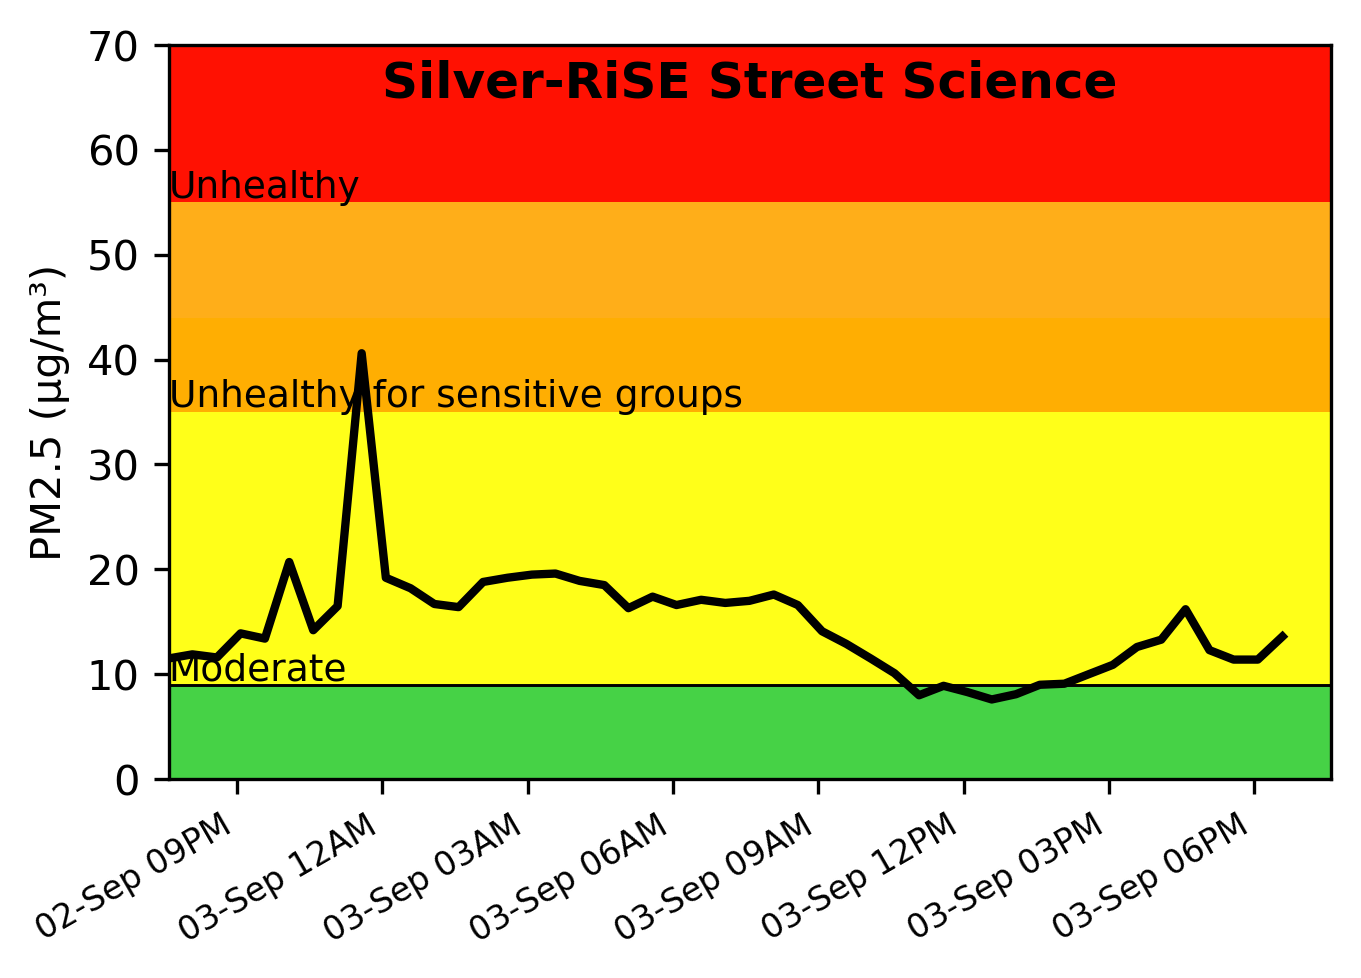 Silver-RiSE Street Science
70
60
50
40
30
20
10
0
PM2.5 (µg/m³)
Unhealthy
Unhealthy for sensitive groups
Moderate
02-Sep 09PM
03-Sep 12AM
03-Sep 03AM
03-Sep 06AM
03-Sep 09AM
03-Sep 12PM
03-Sep 03PM
03-Sep 06PM